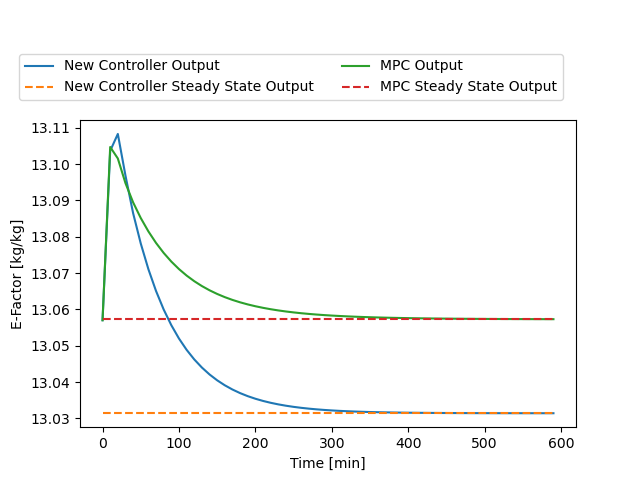 New Controller Output
New Controller Steady State Output
MPC Output
MPC Steady State Output
13.11
13.10
13.09
13.08
13.07
13.06
13.05
13.04
13.03
E-Factor [kg/kg]
0 100 200 300 400 500 600
Time [min]